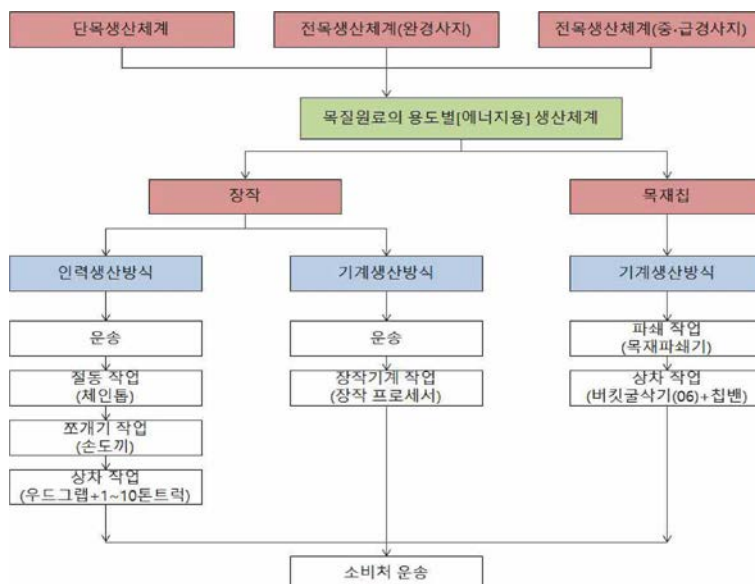 단목생산체계
전목생산체계(완경사지)
전목생산체계(중·급경사지)
목질원료의 용도별[에너지용] 생산체계
장작
목재칩
인력생산방식
기계생산방식
기계생산방식
운송
운송
파쇄 작업
(목재파쇄기)
절동 작업
(체인톱)
장작기계 작업
(장작 프로세서)
상차 작업
(버킷굴삭기(06)+칩밴)
쪼개기 작업
(손도끼)
상차 작업
(우드그랩+1~10톤트럭)
소비처 운송